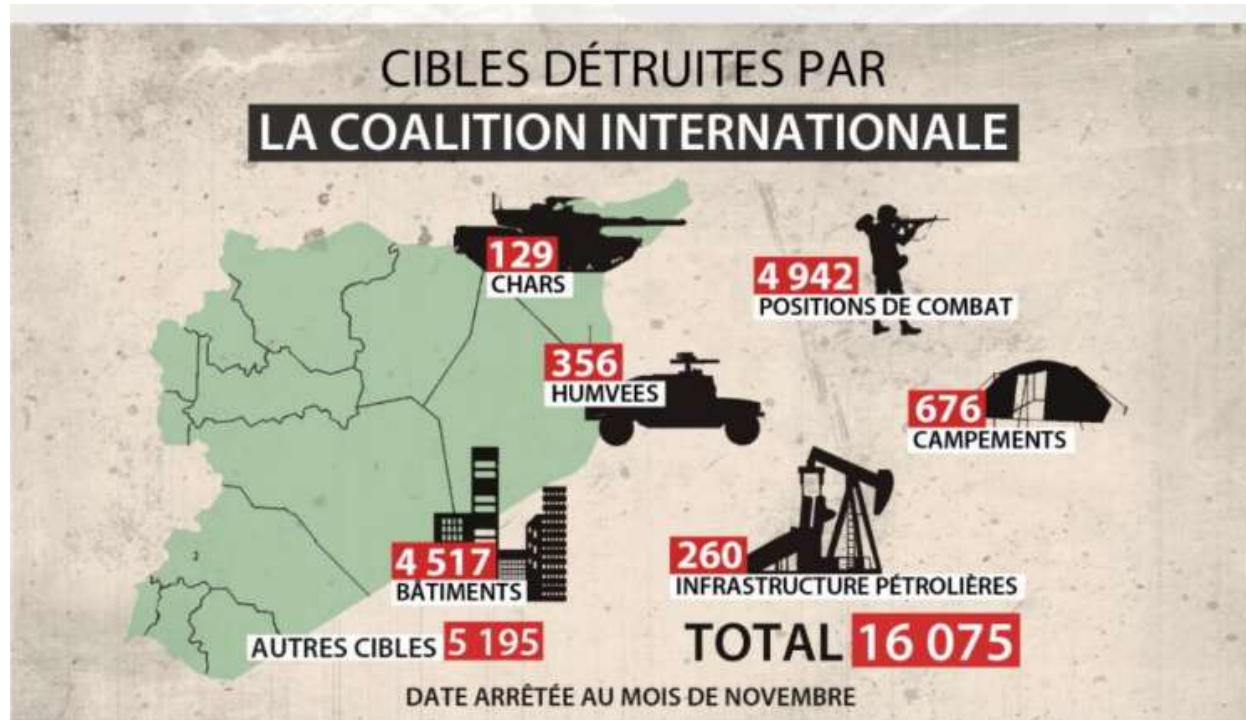 CIBLES DÉTRUITES PAR
LA COALITION INTERNATIONALE
129
CHARS
4 942
POSITIONS DE COMBAT
356
HUMVEES
676
CAMPEMENTS
4 517
BÂTIMENTS
260
INFRASTRUCTURE PÉTROLIÈRES
AUTRES CIBLES 5 195
TOTAL 16 075
DATE ARRÊTÉE AU MOIS DE NOVEMBRE